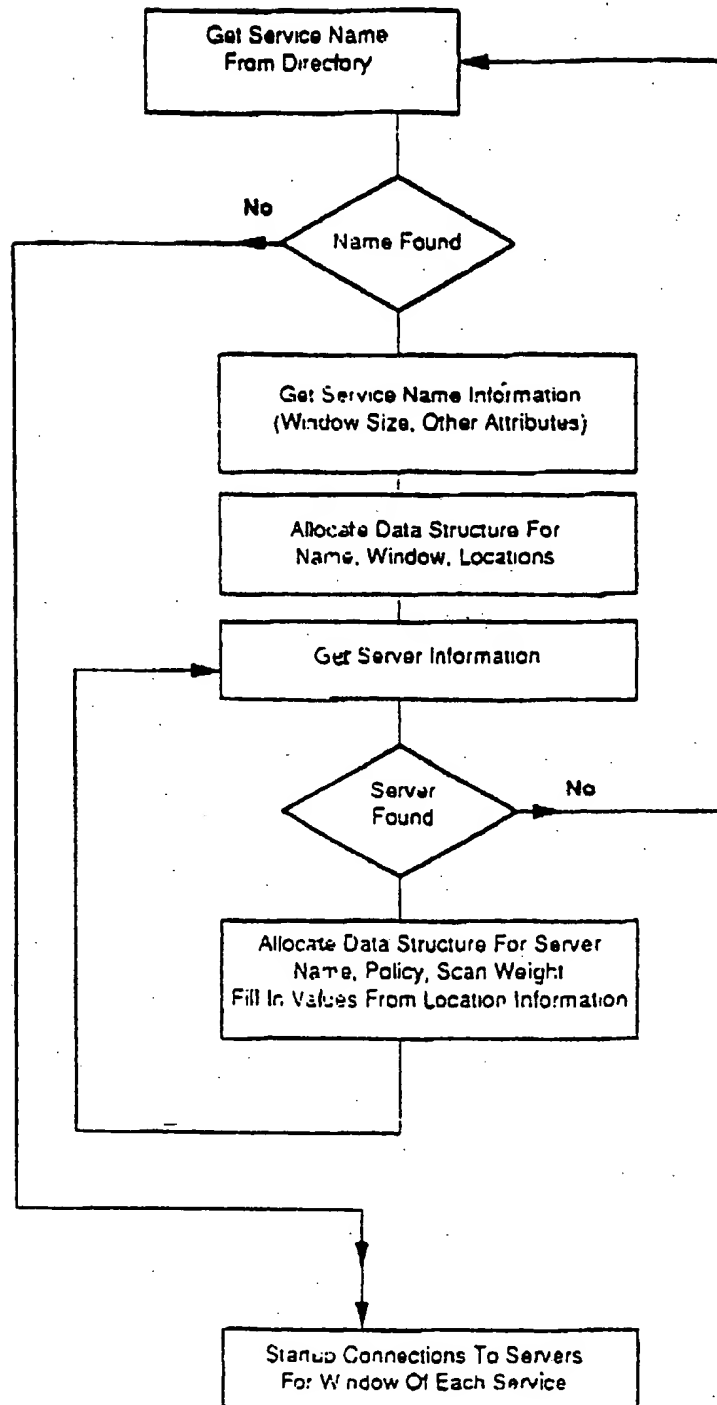 Get Service Name
From Directory
No
Name Found
Get Service Name Information
(Window Size, Other Attributes)
Allocate Data Structure For
Name, Window, Locations
Get Server Information
Server
Found
No
Allocate Data Structure For Server
Name, Policy, Scan Weight
Fill In Values From Location Information
Startup Connections To Servers
For Window Of Each Service